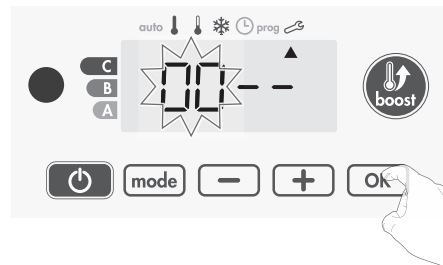 auto prog
C
B
A
00--
boost
mode - + OK